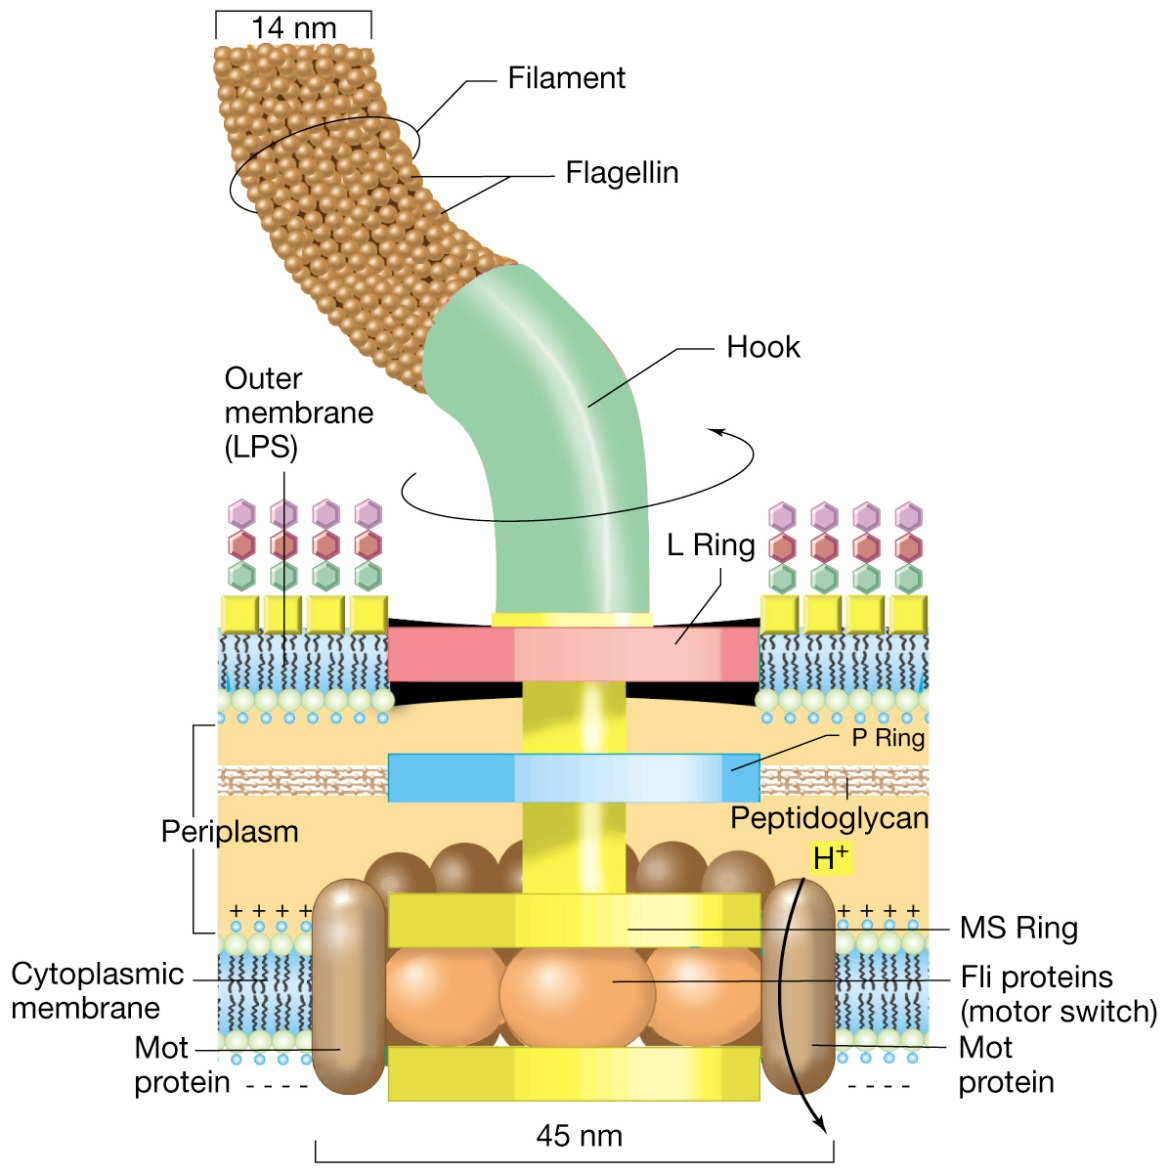 14 nm
Filament
Flagellin
Hook
Outer
membrane
(LPS)
L Ring
P Ring
Peptidoglycan
Periplasm
H+
+ + + +
+ + + +
MS Ring
Cytoplasmic
membrane
Fli proteins
(motor switch)
Mot
protein
Mot
protein
- - - -
- - - -
45 nm